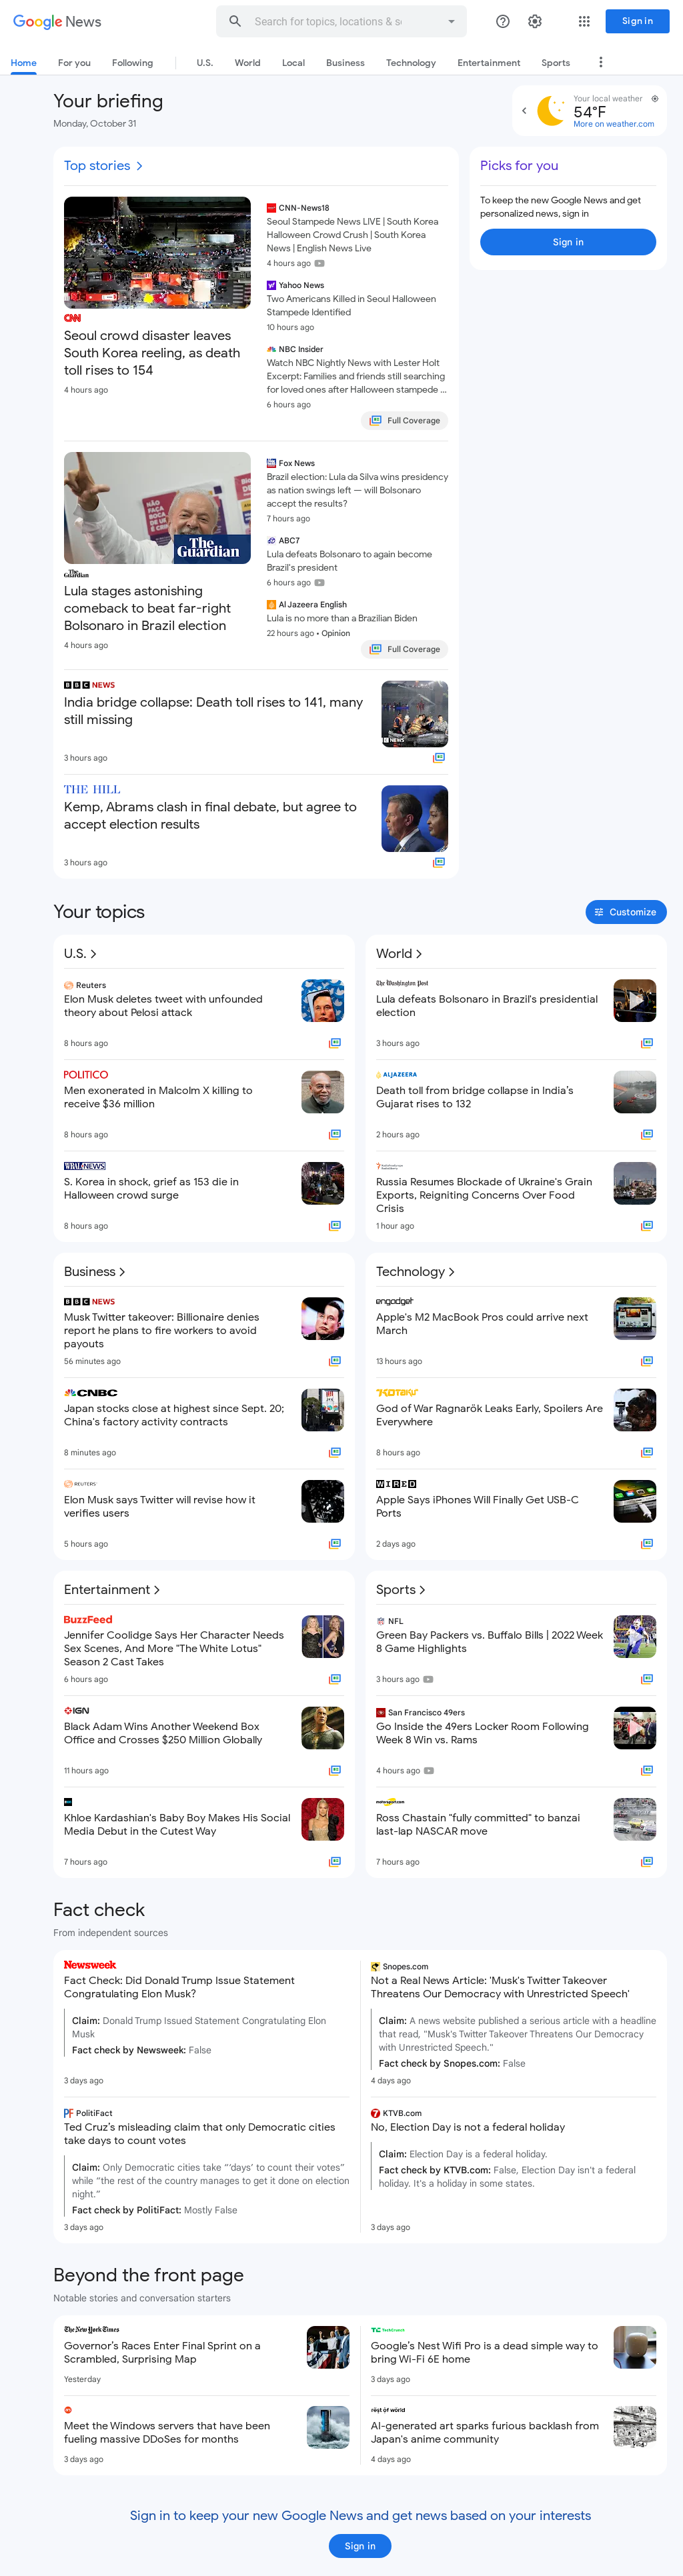 Google News
Search for topics, locations & s
Sign in
Home
For you
Following
U.S.
World
Local
Business
Technology
Entertainment
Sports
Your briefing
Monday, October 31
Your local weather
54°F
More on weather.com
Top stories
CNN
Seoul crowd disaster leaves
South Korea reeling, as death
toll rises to 154
4 hours ago
CNN-News18
Seoul Stampede News LIVE | South Korea
Halloween Crowd Crush | South Korea
News | English News Live
4 hours ago
Yahoo News
Two Americans Killed in Seoul Halloween
Stampede Identified
10 hours ago
NBC Insider
Watch NBC Nightly News with Lester Holt
Excerpt: Families and friends still searching
for loved ones after Halloween stampede ...
6 hours ago
Full Coverage
The
Guardian
The
Guardian
Lula stages astonishing
comeback to beat far-right
Bolsonaro in Brazil election
4 hours ago
Fox News
Brazil election: Lula da Silva wins presidency
as nation swings left — will Bolsonaro
accept the results?
7 hours ago
ABC7
Lula defeats Bolsonaro to again become
Brazil's president
6 hours ago
Al Jazeera English
Lula is no more than a Brazilian Biden
22 hours ago • Opinion
Full Coverage
BBC NEWS
India bridge collapse: Death toll rises to 141, many
still missing
3 hours ago
THE HILL
Kemp, Abrams clash in final debate, but agree to
accept election results
3 hours ago
Picks for you
To keep the new Google News and get
personalized news, sign in
Sign in
Your topics
Customize
U.S.
Reuters
Elon Musk deletes tweet with unfounded
theory about Pelosi attack
8 hours ago
POLITICO
Men exonerated in Malcolm X killing to
receive $36 million
8 hours ago
S. Korea in shock, grief as 153 die in
Halloween crowd surge
8 hours ago
World
The Washington Post
Lula defeats Bolsonaro in Brazil's presidential
election
3 hours ago
ALJAZEERA
Death toll from bridge collapse in India's
Gujarat rises to 132
2 hours ago
Russia Resumes Blockade of Ukraine's Grain
Exports, Reigniting Concerns Over Food
Crisis
1 hour ago
Business
BBC NEWS
Musk Twitter takeover: Billionaire denies
report he plans to fire workers to avoid
payouts
56 minutes ago
CNBC
Japan stocks close at highest since Sept. 20;
China's factory activity contracts
8 minutes ago
REUTERS
Elon Musk says Twitter will revise how it
verifies users
5 hours ago
Technology
engadget
Apple's M2 MacBook Pros could arrive next
March
13 hours ago
KOTAKU
God of War Ragnarök Leaks Early, Spoilers Are
Everywhere
8 hours ago
WIRED
Apple Says iPhones Will Finally Get USB-C
Ports
2 days ago
Entertainment
BuzzFeed
Jennifer Coolidge Says Her Character Needs
Sex Scenes, And More "The White Lotus"
Season 2 Cast Takes
6 hours ago
IGN
Black Adam Wins Another Weekend Box
Office and Crosses $250 Million Globally
11 hours ago
Khloe Kardashian's Baby Boy Makes His Social
Media Debut in the Cutest Way
7 hours ago
Sports
NFL
Green Bay Packers vs. Buffalo Bills | 2022 Week
8 Game Highlights
3 hours ago
San Francisco 49ers
Go Inside the 49ers Locker Room Following
Week 8 Win vs. Rams
4 hours ago
motorsport.com
Ross Chastain "fully committed" to banzai
last-lap NASCAR move
7 hours ago
Fact check
From independent sources
Newsweek
Fact Check: Did Donald Trump Issue Statement
Congratulating Elon Musk?
Claim: Donald Trump Issued Statement Congratulating Elon
Musk
Fact check by Newsweek: False
3 days ago
Snopes.com
Not a Real News Article: 'Musk's Twitter Takeover
Threatens Our Democracy with Unrestricted Speech'
Claim: A news website published a serious article with a headline
that read, "Musk's Twitter Takeover Threatens Our Democracy
with Unrestricted Speech."
Fact check by Snopes.com: False
4 days ago
PolitiFact
Ted Cruz's misleading claim that only Democratic cities
take days to count votes
Claim: Only Democratic cities take “‘days’ to count their votes”
while “the rest of the country manages to get it done on election
night.”
Fact check by PolitiFact: Mostly False
3 days ago
KTVB.com
No, Election Day is not a federal holiday
Claim: Election Day is a federal holiday.
Fact check by KTVB.com: False, Election Day isn't a federal
holiday. It's a holiday in some states.
3 days ago
Beyond the front page
Notable stories and conversation starters
The New York Times
Governor's Races Enter Final Sprint on a
Scrambled, Surprising Map
Yesterday
TechCrunch
Google's Nest Wifi Pro is a dead simple way to
bring Wi-Fi 6E home
3 days ago
Meet the Windows servers that have been
fueling massive DDoSes for months
3 days ago
rest of world
AI-generated art sparks furious backlash from
Japan's anime community
4 days ago
Sign in to keep your new Google News and get news based on your interests
Sign in